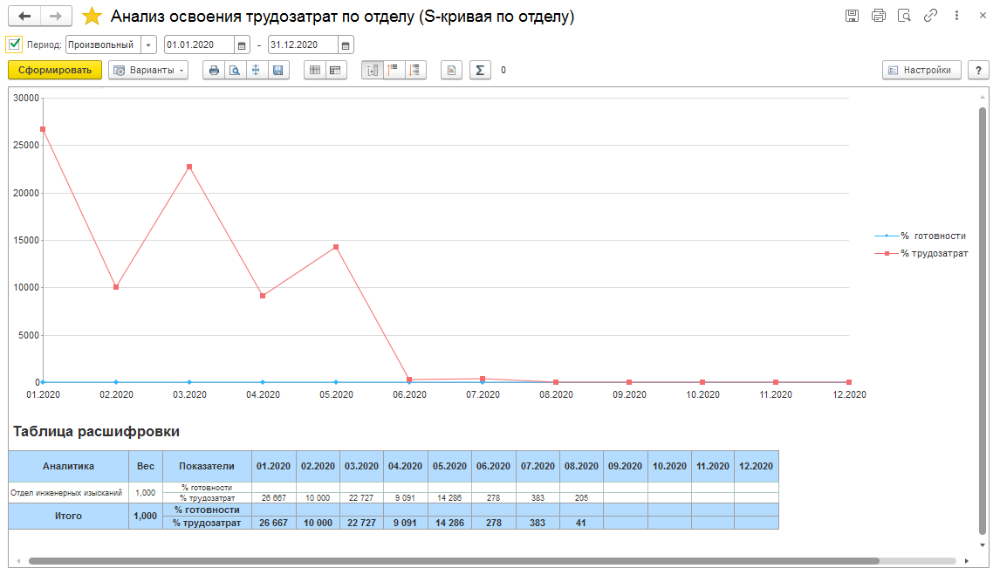 Анализ освоения трудозатрат по отделу (S-кривая по отделу)
Период: Произвольный 01.01.2020 - 31.12.2020
Сформировать Варианты Σ 0 Настройки ?
30000
25000
20000
15000
10000
5000
0
01.2020 02.2020 03.2020 04.2020 05.2020 06.2020 07.2020 08.2020 09.2020 10.2020 11.2020 12.2020
% готовности
% трудозатрат
Таблица расшифровки
Аналитика Вес Показатели 01.2020 02.2020 03.2020 04.2020 05.2020 06.2020 07.2020 08.2020 09.2020 10.2020 11.2020 12.2020
Отдел инженерных изысканий 1,000 % готовности
% трудозатрат 26 667 10 000 22 727 9 091 14 286 278 383 205
Итого 1,000 % готовности
% трудозатрат 26 667 10 000 22 727 9 091 14 286 278 383 41